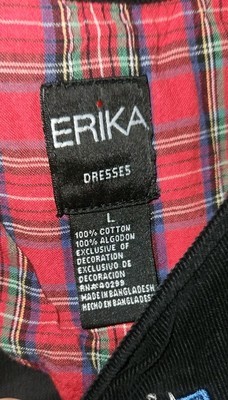 ERiKA
DRESSES
L
100% COTTON
100% ALGODON
EXCLUSIVE OF
DECORATION
EXCLUSIVO DE
DECORACION
RN#A0299
MADE IN BANGLADESH
HECHO EN BANGLADESH